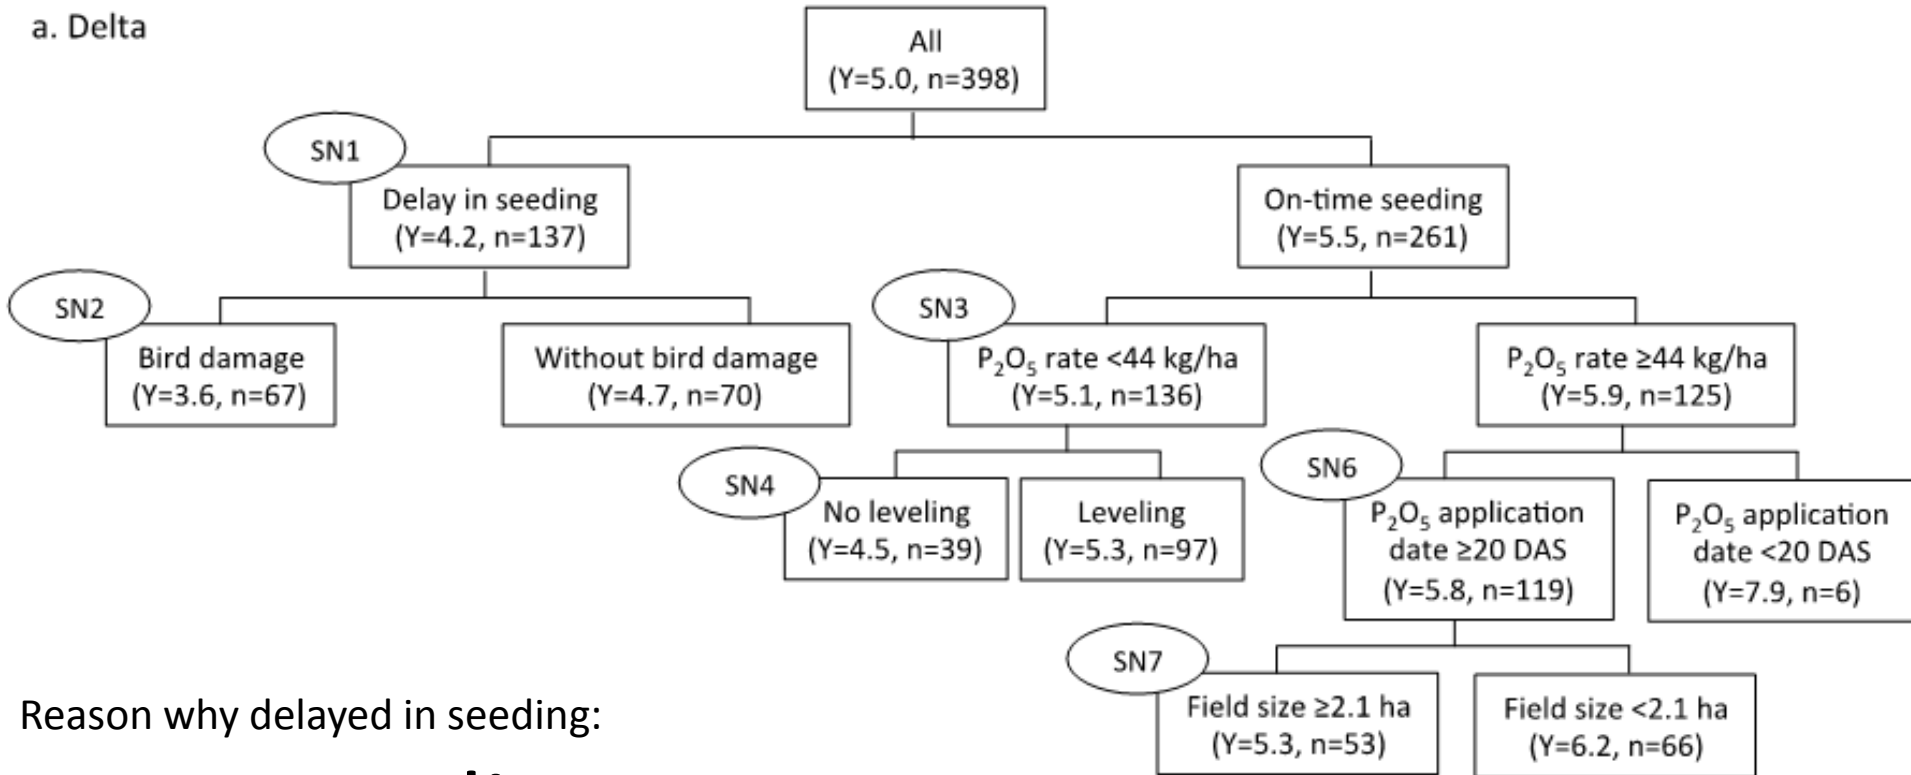 a. Delta
All
(Y=5.0, n=398)
SN1
Delay in seeding
(Y=4.2, n=137)
On-time seeding
(Y=5.5, n=261)
SN2
Bird damage
(Y=3.6, n=67)
Without bird damage
(Y=4.7, n=70)
SN3
P₂O₅ rate <44 kg/ha
(Y=5.1, n=136)
P₂O₅ rate ≥44 kg/ha
(Y=5.9, n=125)
SN4
No leveling
(Y=4.5, n=39)
Leveling
(Y=5.3, n=97)
SN6
P₂O₅ application
date ≥20 DAS
(Y=5.8, n=119)
P₂O₅ application
date <20 DAS
(Y=7.9, n=6)
SN7
Field size ≥2.1 ha
(Y=5.3, n=53)
Field size <2.1 ha
(Y=6.2, n=66)
Reason why delayed in seeding: